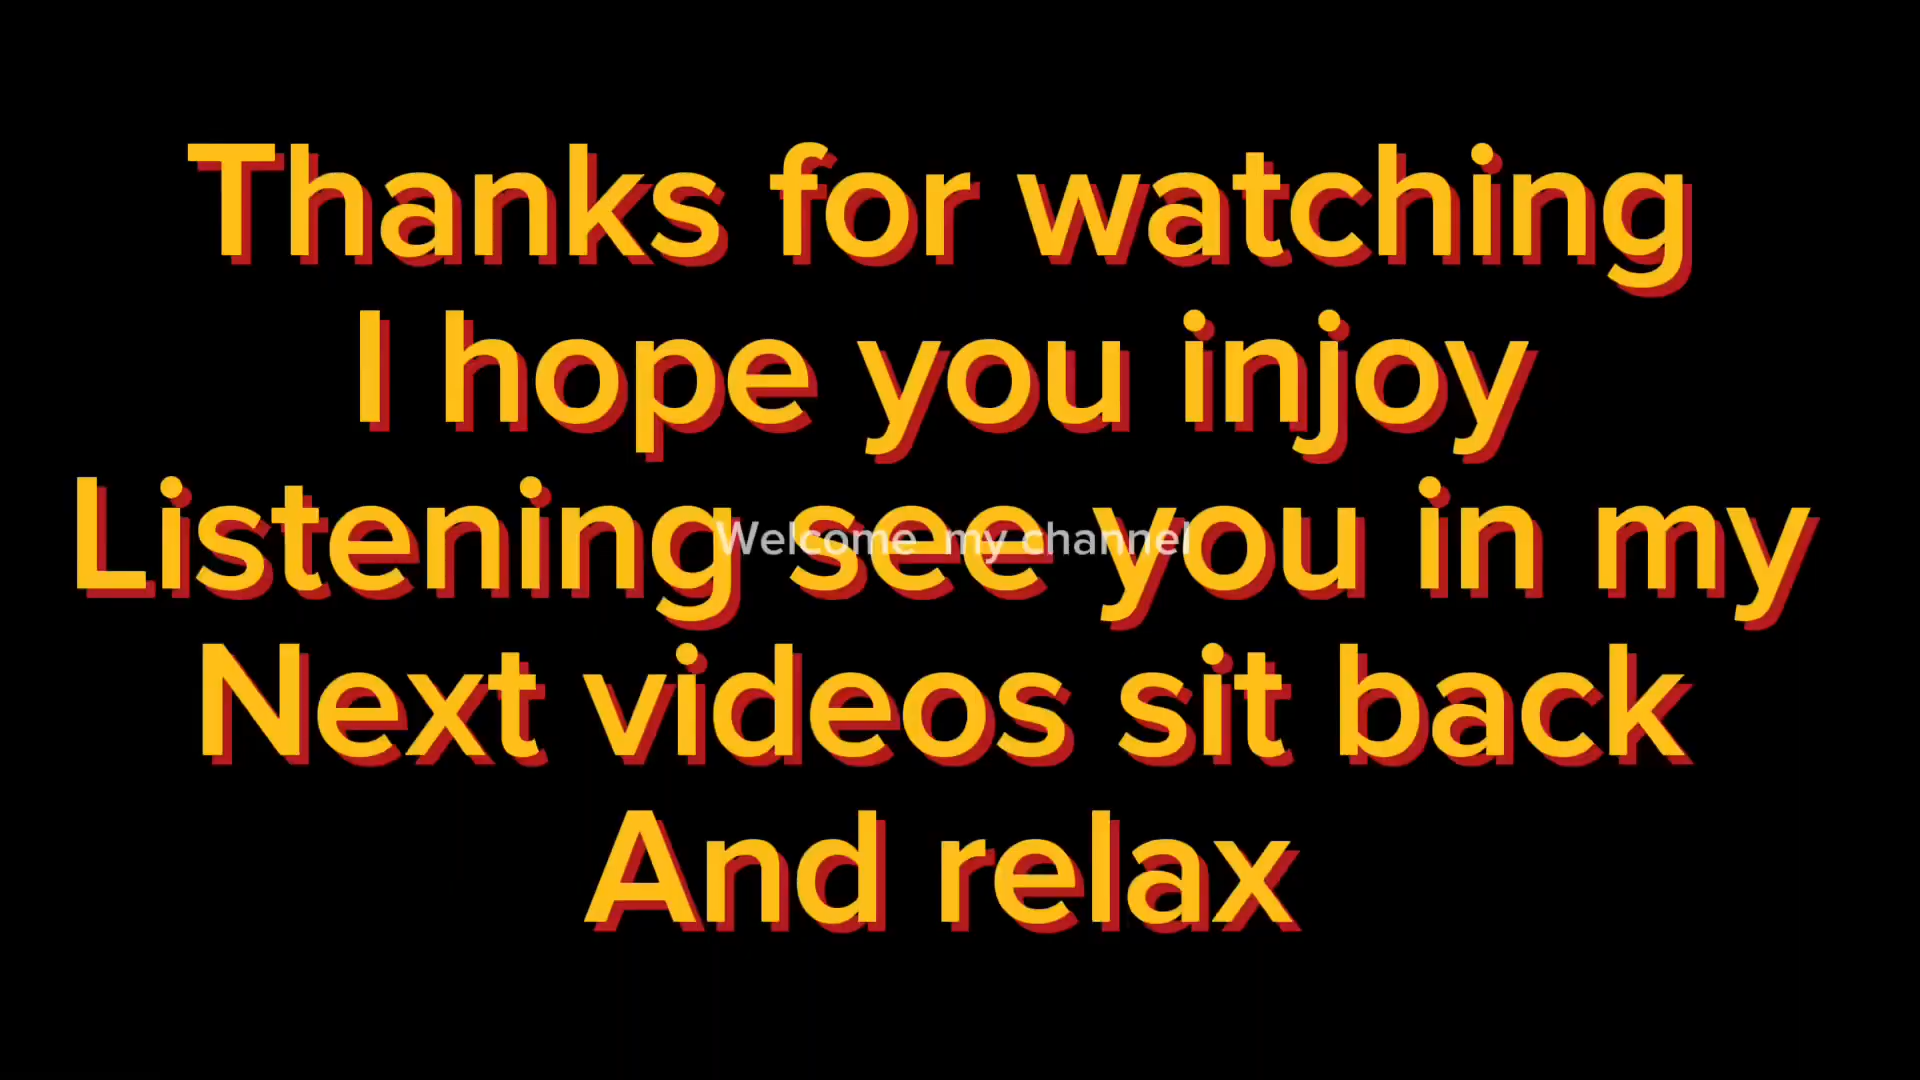 Thanks for watching
I hope you injoy
Listening see you in my
Welcome my channel
Next videos sit back
And relax